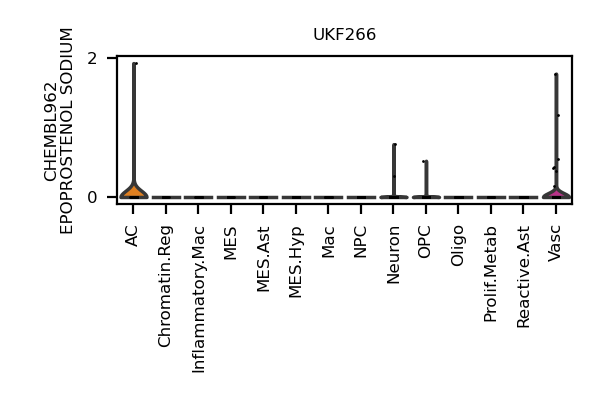 UKF266
CHEMBL962
EPOPROSTENOL SODIUM
2
0
AC
Chromatin.Reg
Inflammatory.Mac
MES
MES.Ast
MES.Hyp
Mac
NPC
Neuron
OPC
Oligo
Prolif.Metab
Reactive.Ast
Vasc